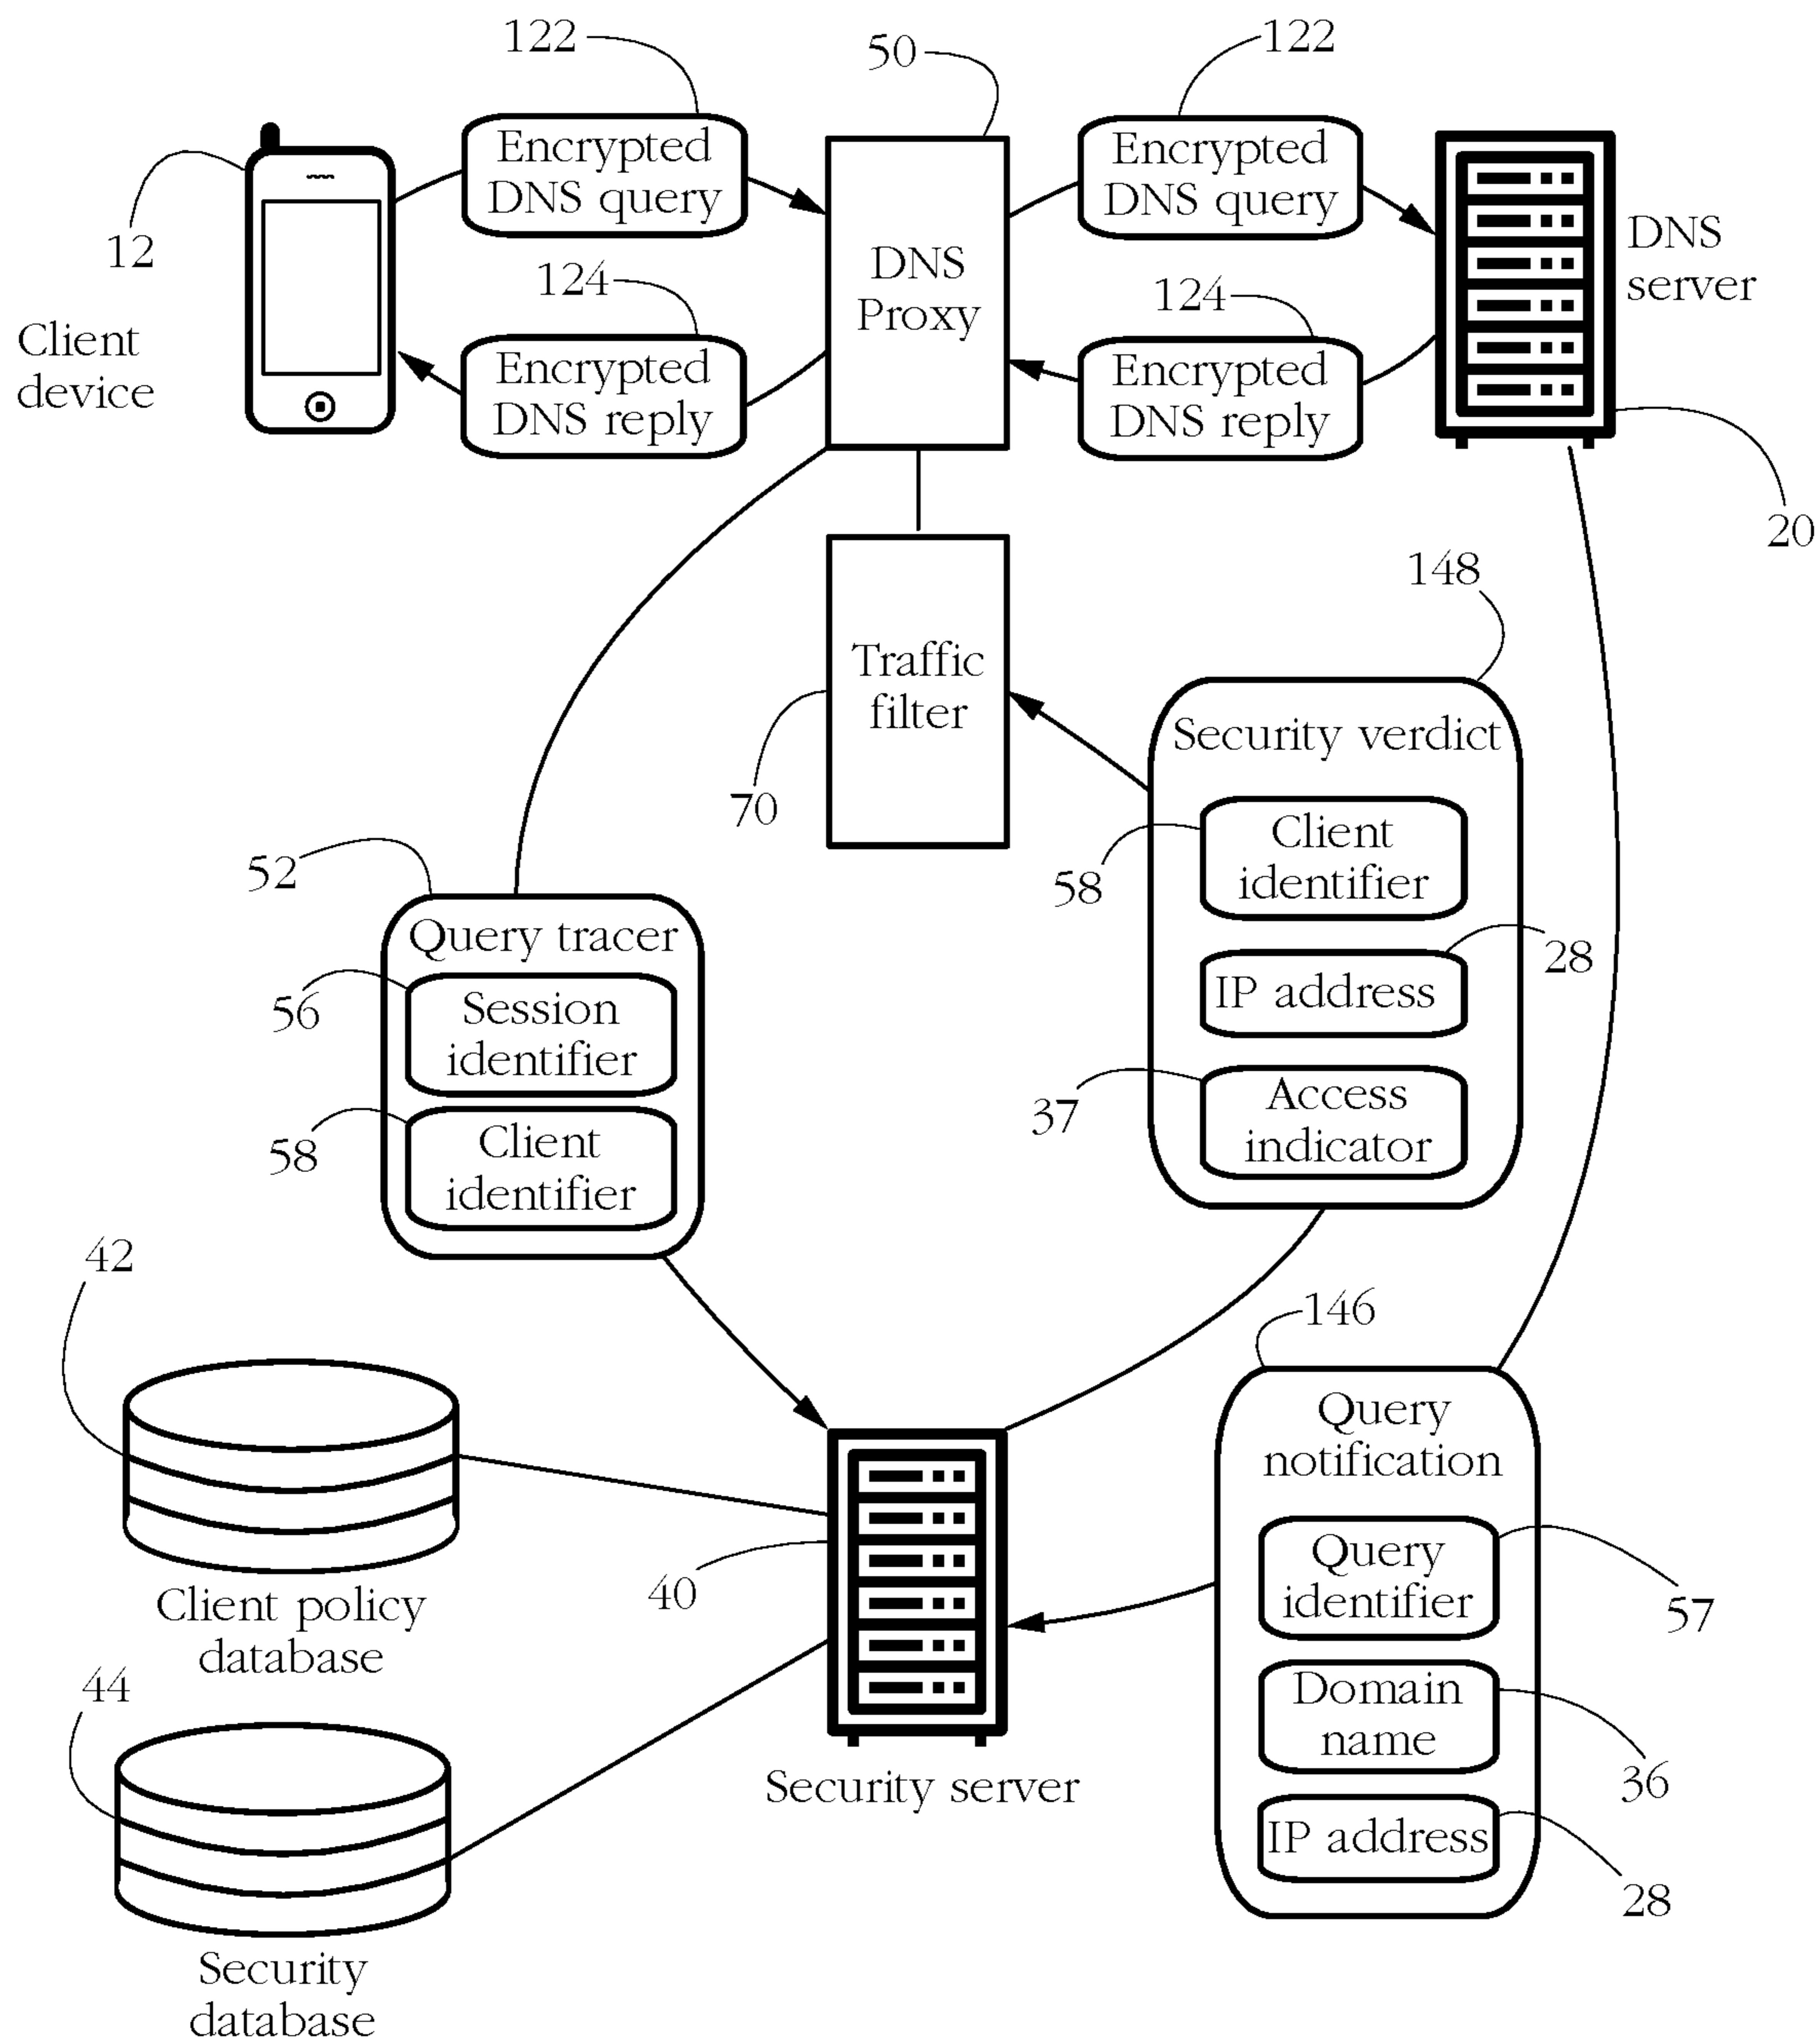 122
50
122
Encrypted
DNS query
Encrypted
DNS query
12
DNS
Proxy
DNS
server
124
124
Client
device
Encrypted
DNS reply
Encrypted
DNS reply
20
148
Traffic
filter
70
Security verdict
Client
identifier
58
52
Query tracer
28
IP address
56
Session
identifier
37
Access
indicator
58
Client
identifier
42
146
Query
notification
40
Query
identifier
57
Client policy
database
44
Domain
name
36
Security server
IP address
28
Security
database